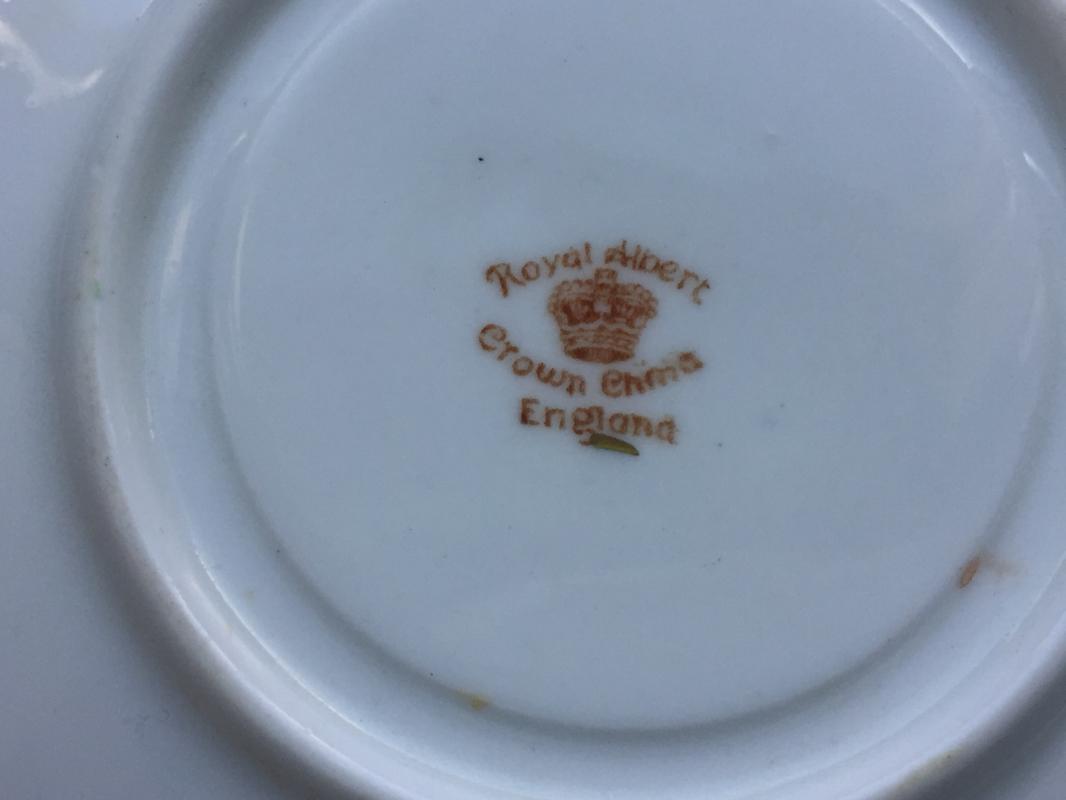 Royal Albert
Crown China
England